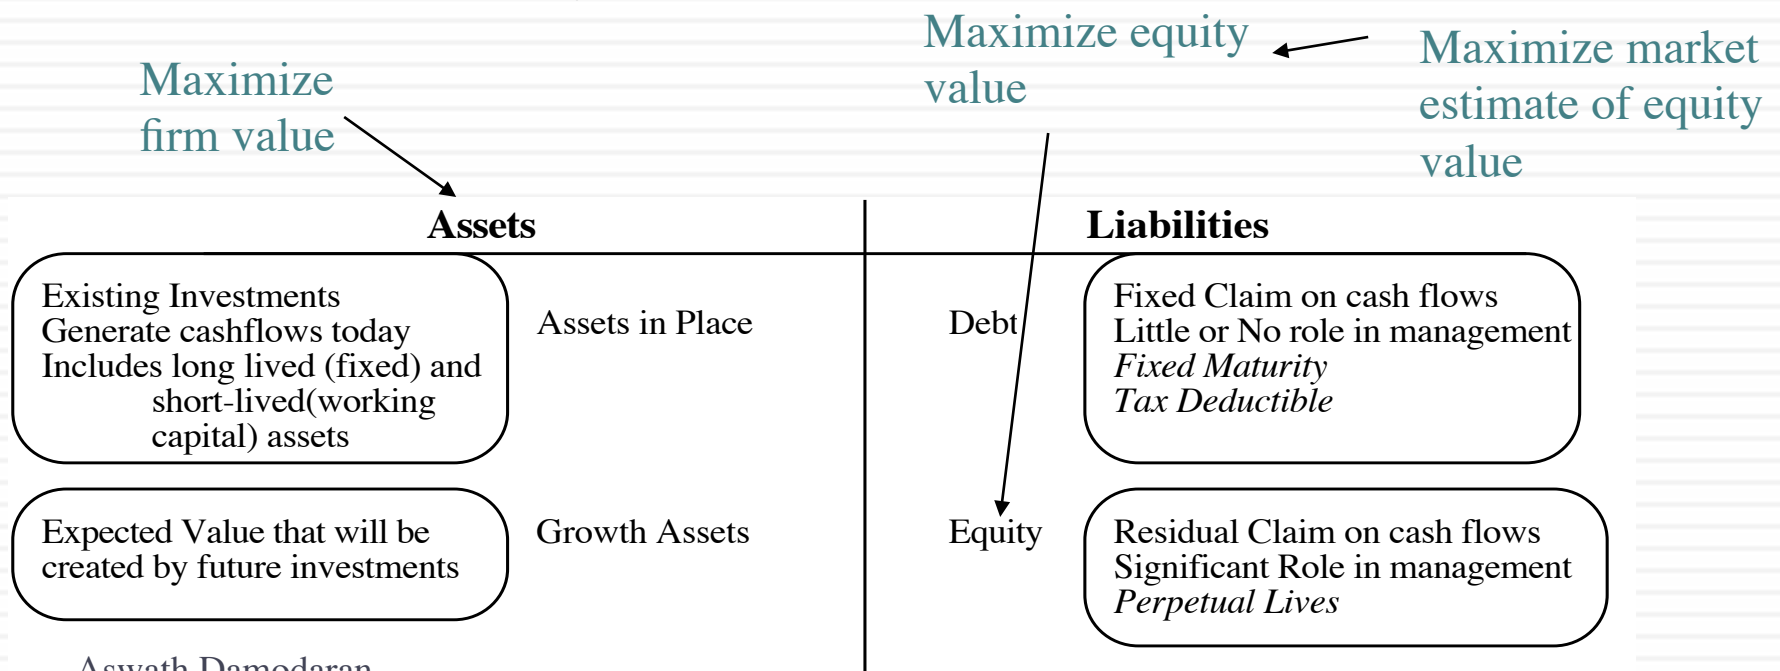 Maximize
firm value
Maximize equity
value
Maximize market
estimate of equity
value
Assets
Liabilities
Existing Investments
Generate cashflows today
Includes long lived (fixed) and
short-lived(working
capital) assets
Assets in Place
Debt
Fixed Claim on cash flows
Little or No role in management
Fixed Maturity
Tax Deductible
Expected Value that will be
created by future investments
Growth Assets
Equity
Residual Claim on cash flows
Significant Role in management
Perpetual Lives
Aswath Damodaran